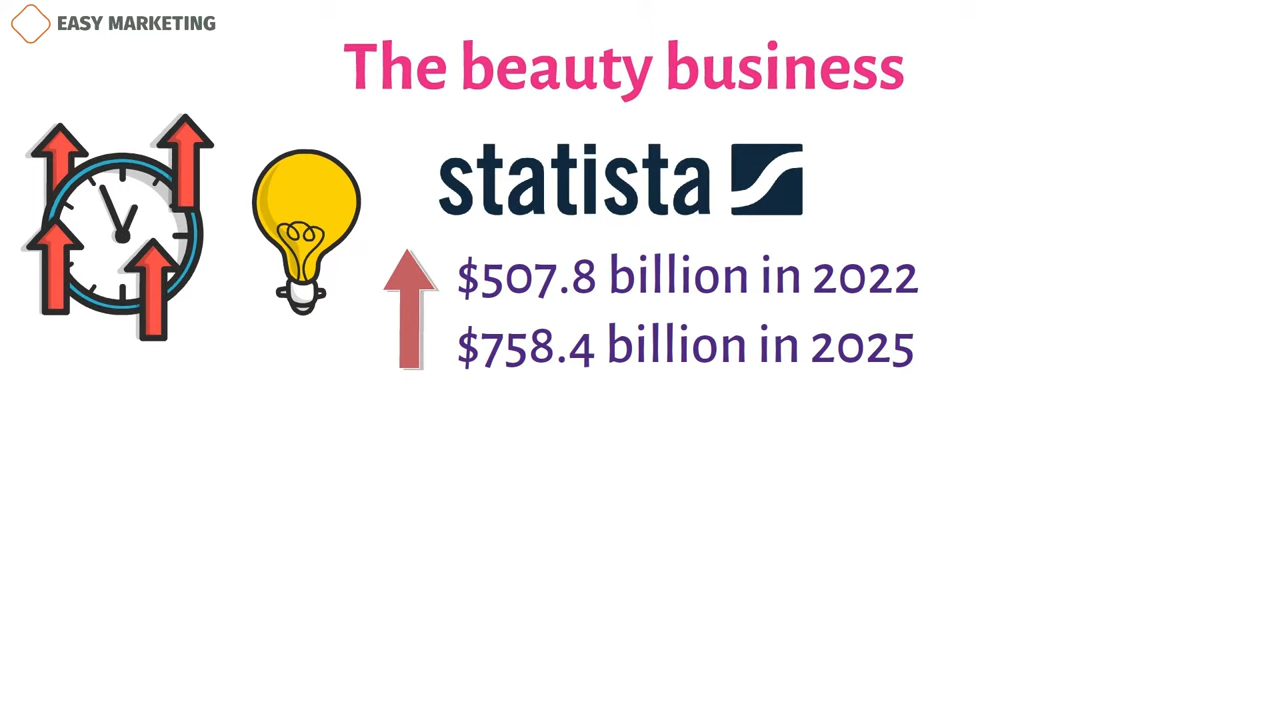 EASY MARKETING
The beauty business
statista
$507.8 billion in 2022
$758.4 billion in 2025